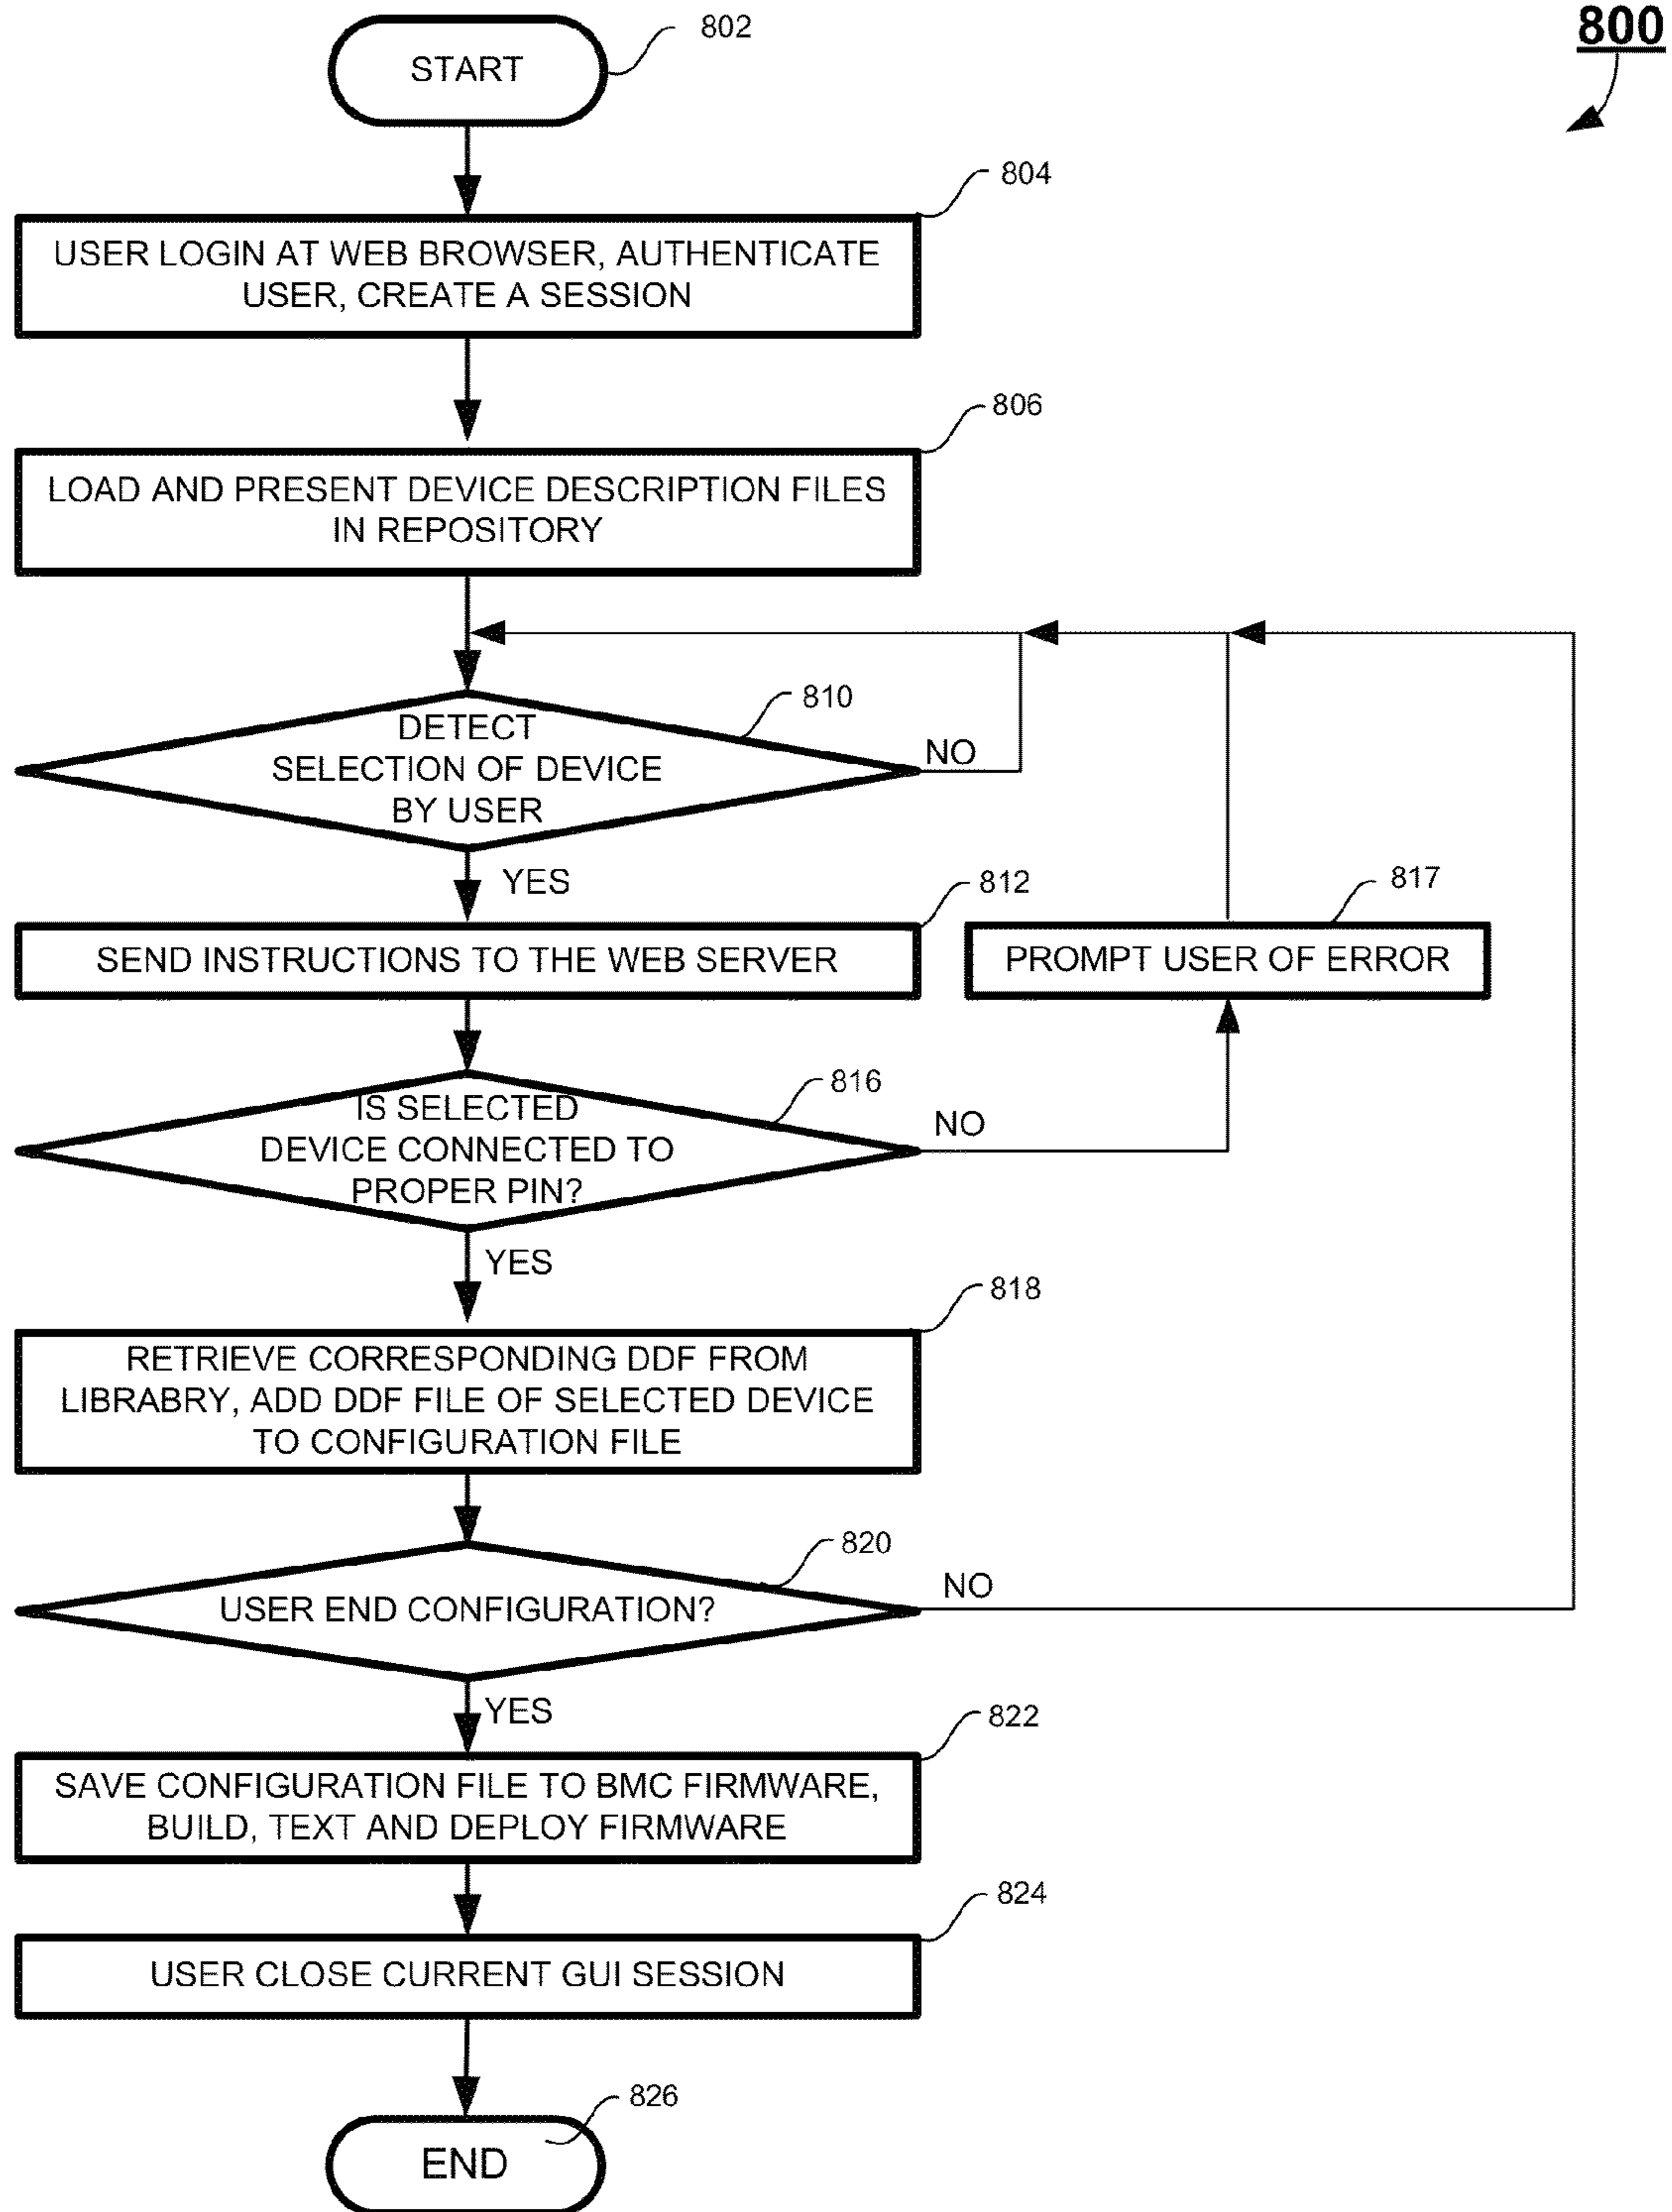 800
802
START
804
USER LOGIN AT WEB BROWSER, AUTHENTICATE
USER, CREATE A SESSION
806
LOAD AND PRESENT DEVICE DESCRIPTION FILES
IN REPOSITORY
810
DETECT
SELECTION OF DEVICE
BY USER
NO
YES
812
SEND INSTRUCTIONS TO THE WEB SERVER
817
PROMPT USER OF ERROR
816
IS SELECTED
DEVICE CONNECTED TO
PROPER PIN?
NO
YES
818
RETRIEVE CORRESPONDING DDF FROM
LIBRABRY, ADD DDF FILE OF SELECTED DEVICE
TO CONFIGURATION FILE
820
USER END CONFIGURATION?
NO
YES
822
SAVE CONFIGURATION FILE TO BMC FIRMWARE,
BUILD, TEXT AND DEPLOY FIRMWARE
824
USER CLOSE CURRENT GUI SESSION
826
END